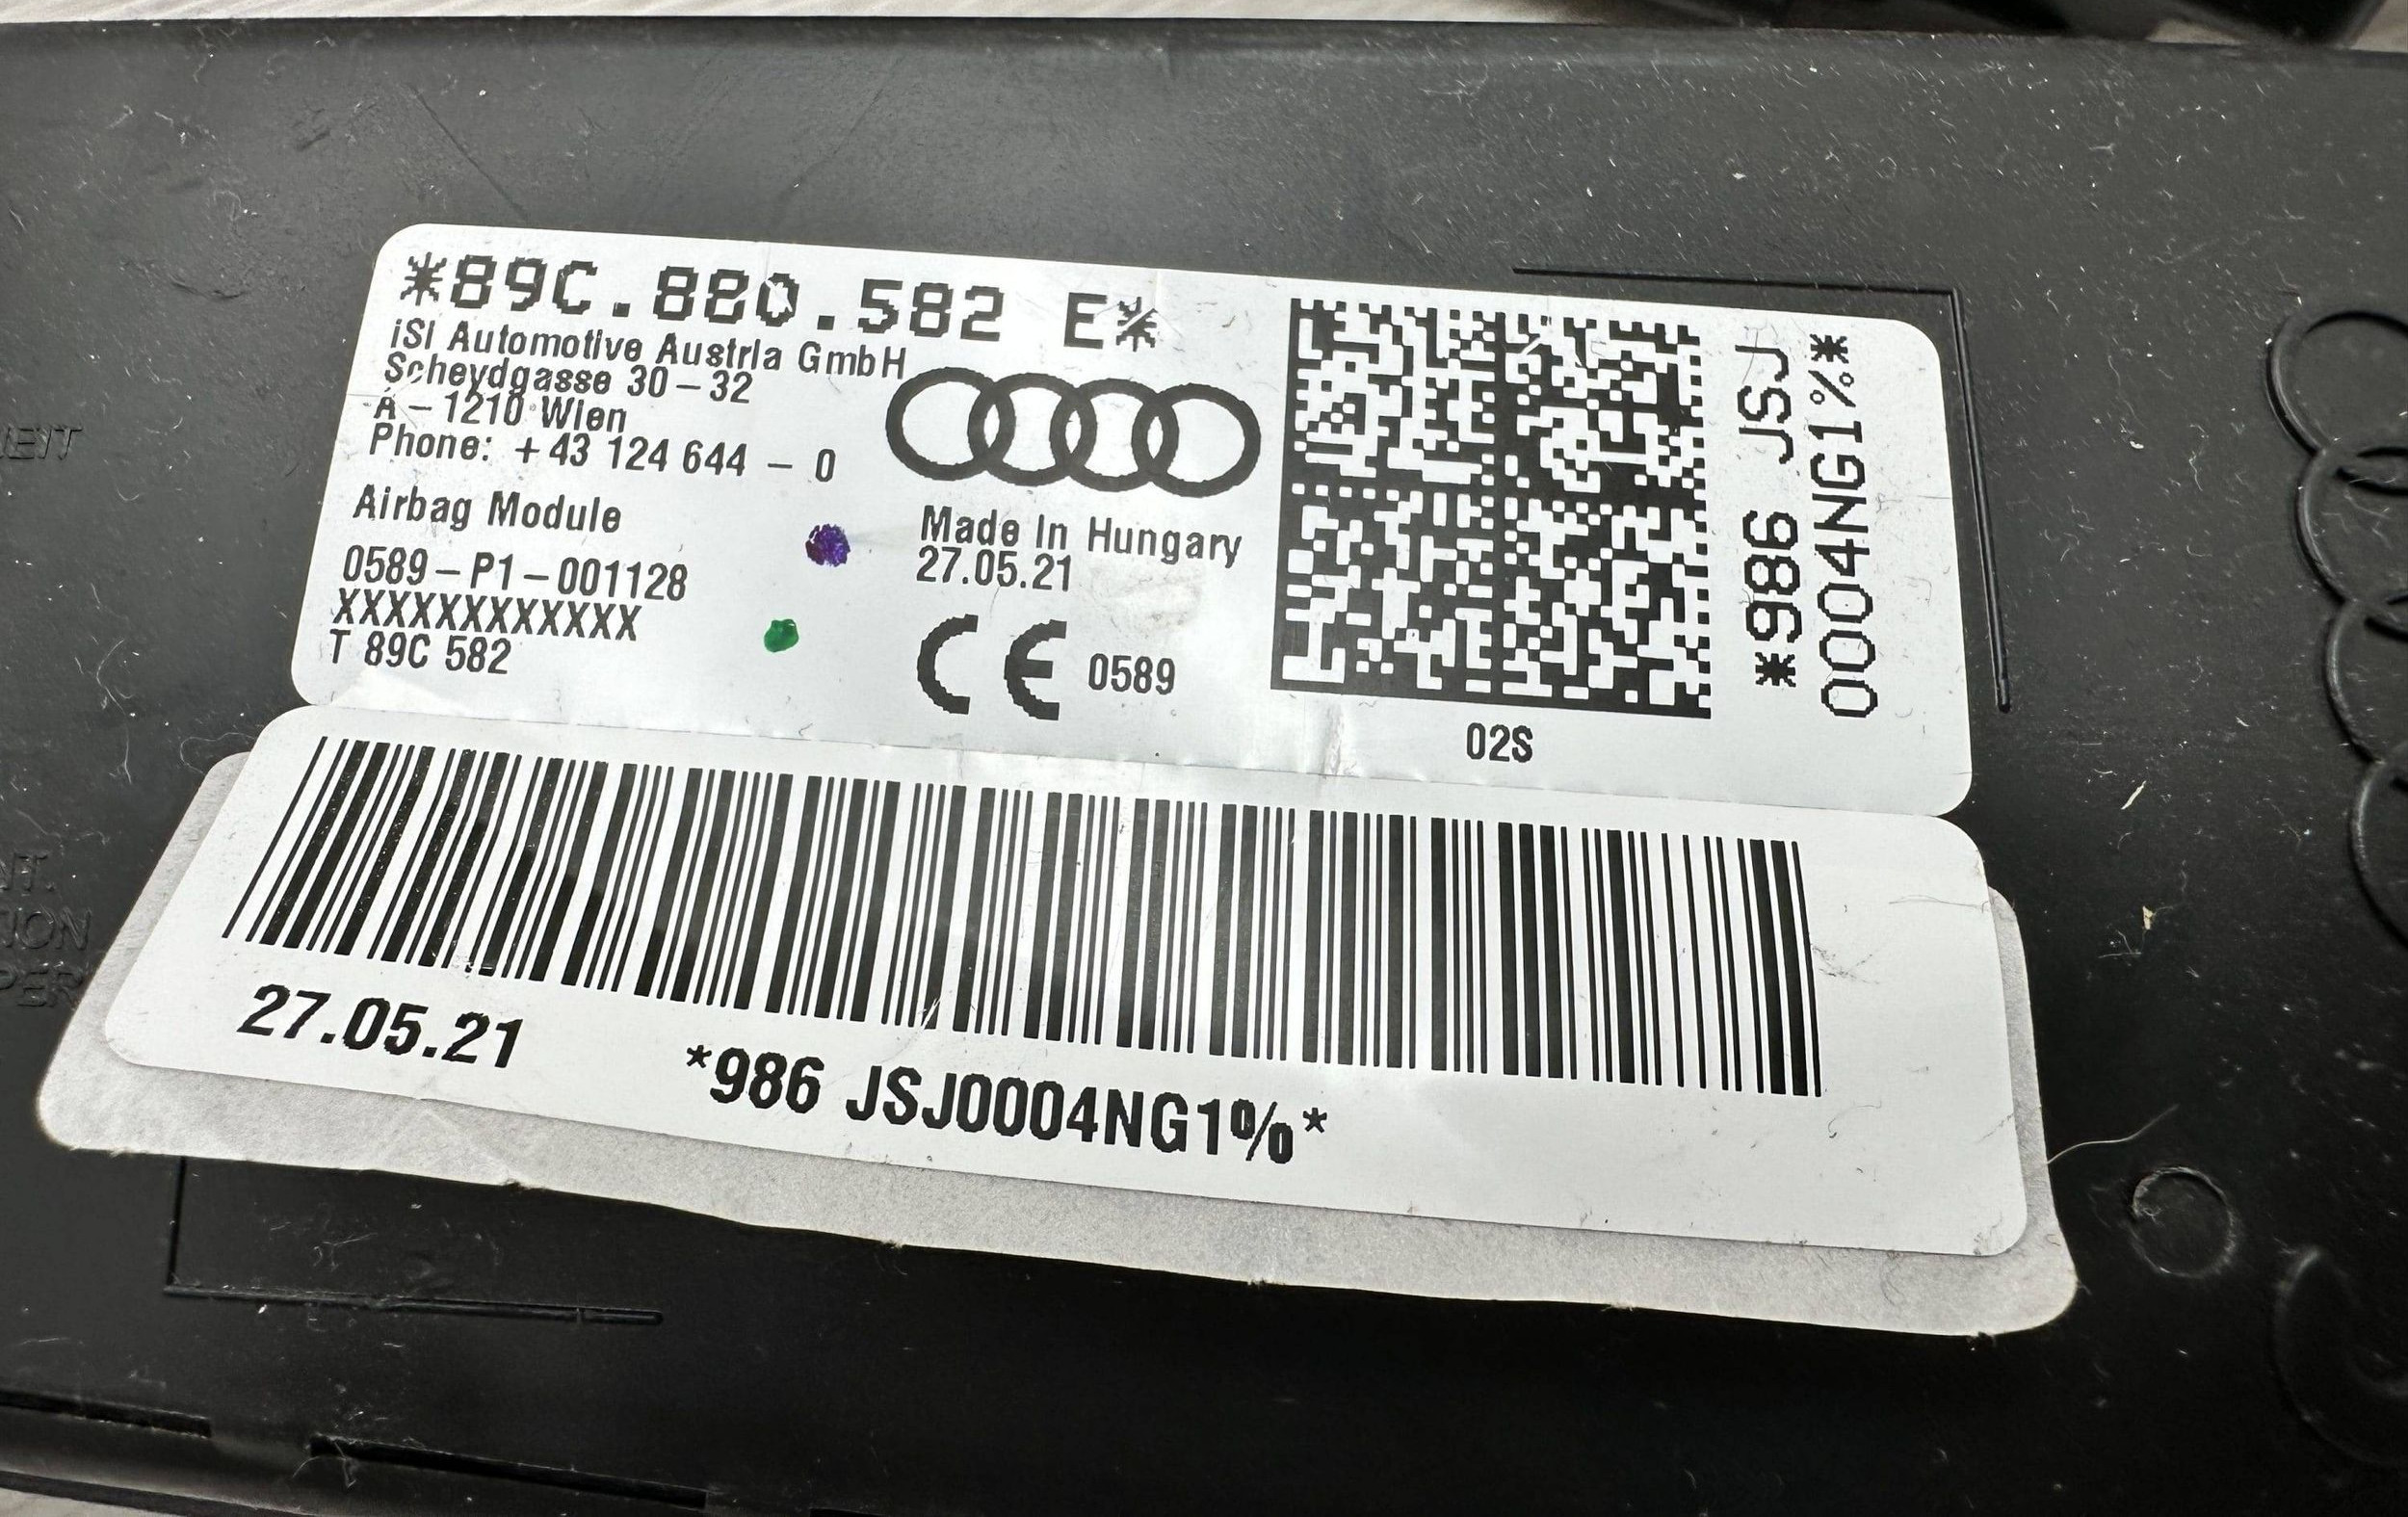 *89C.880.582 E*
iSI Automotive Austria GmbH
Scheydgasse 30-32
A-1210 Wien
Phone: +43 124 644 - 0
Airbag Module
0589-P1-001128
XXXXXXXXXXXX
T 89C 582
Made In Hungary
27.05.21
CE 0589
02S
*986 JSJ
0004NG1%*
27.05.21
*986 JSJ0004NG1%*